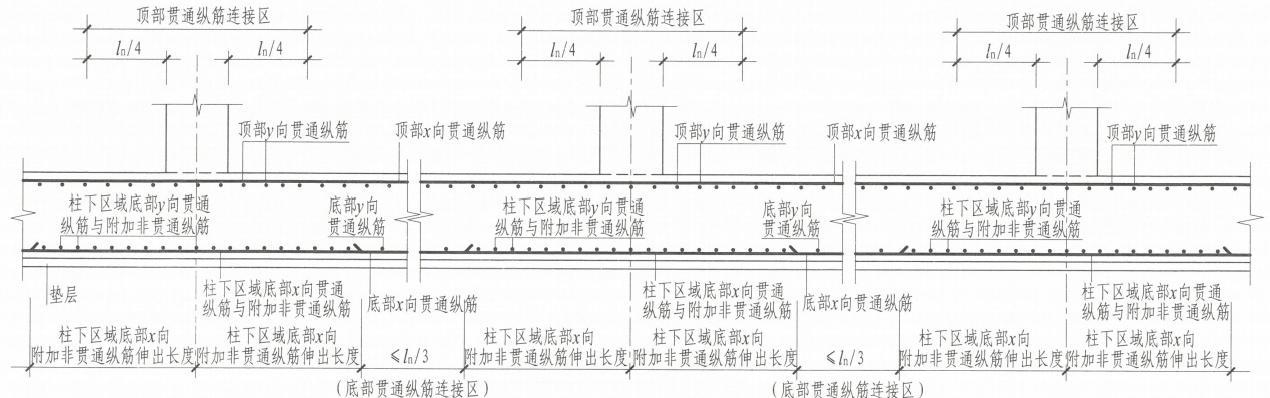 顶部贯通纵筋连接区 顶部贯通纵筋连接区 顶部贯通纵筋连接区
ln/4 ln/4 ln/4 ln/4 ln/4 ln/4
顶部y向贯通纵筋 顶部x向贯通纵筋 顶部y向贯通纵筋 顶部x向贯通纵筋 顶部y向贯通纵筋
柱下区域底部y向贯通 底部y向 柱下区域底部y向贯通 底部y向 柱下区域底部y向贯通
纵筋与附加非贯通纵筋 贯通纵筋 纵筋与附加非贯通纵筋 贯通纵筋 纵筋与附加非贯通纵筋
垫层 柱下区域底部x向贯通 底部x向贯通纵筋 柱下区域底部x向贯通 底部x向贯通纵筋 柱下区域底部x向贯通
纵筋与附加非贯通纵筋 纵筋与附加非贯通纵筋 纵筋与附加非贯通纵筋
柱下区域底部x向 柱下区域底部x向 柱下区域底部x向 柱下区域底部x向 柱下区域底部x向 柱下区域底部x向
附加非贯通纵筋伸出长度 附加非贯通纵筋伸出长度 ≤ln/3 附加非贯通纵筋伸出长度 附加非贯通纵筋伸出长度 ≤ln/3 附加非贯通纵筋伸出长度 附加非贯通纵筋伸出长度
(底部贯通纵筋连接区) (底部贯通纵筋连接区)